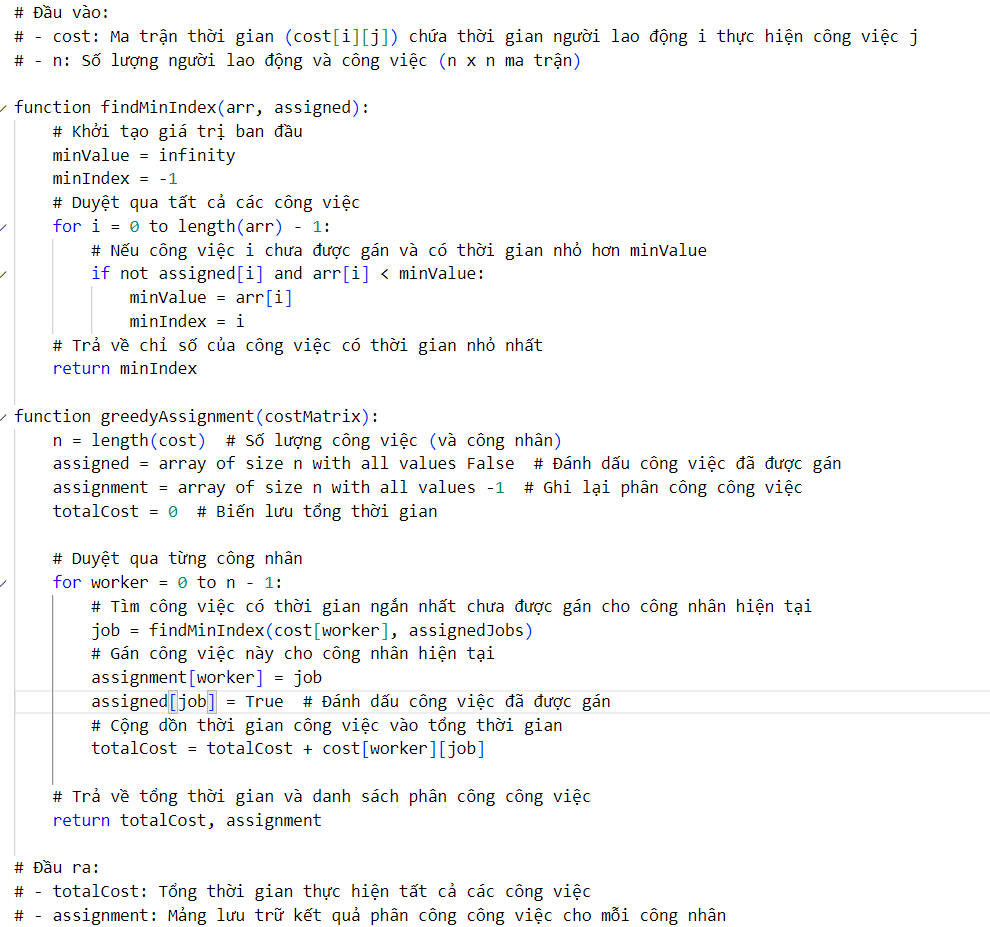 # Đầu vào:
# - cost: Ma trận thời gian (cost[i][j]) chứa thời gian người lao động i thực hiện công việc j
# - n: Số lượng người lao động và công việc (n x n ma trận)
function findMinIndex(arr, assigned):
# Khởi tạo giá trị ban đầu
minValue = infinity
minIndex = -1
# Duyệt qua tất cả các công việc
for i = 0 to length(arr) - 1:
# Nếu công việc i chưa được gán và có thời gian nhỏ hơn minValue
if not assigned[i] and arr[i] < minValue:
minValue = arr[i]
minIndex = i
# Trả về chỉ số của công việc có thời gian nhỏ nhất
return minIndex
function greedyAssignment(costMatrix):
n = length(cost)  # Số lượng công việc (và công nhân)
assigned = array of size n with all values False  # Đánh dấu công việc đã được gán
assignment = array of size n with all values -1  # Ghi lại phân công công việc
totalCost = 0  # Biến lưu tổng thời gian
# Duyệt qua từng công nhân
for worker = 0 to n - 1:
# Tìm công việc có thời gian ngắn nhất chưa được gán cho công nhân hiện tại
job = findMinIndex(cost[worker], assignedJobs)
# Gán công việc này cho công nhân hiện tại
assignment[worker] = job
assigned[job] = True  # Đánh dấu công việc đã được gán
# Cộng dồn thời gian công việc vào tổng thời gian
totalCost = totalCost + cost[worker][job]
# Trả về tổng thời gian và danh sách phân công công việc
return totalCost, assignment
# Đầu ra:
# - totalCost: Tổng thời gian thực hiện tất cả các công việc
# - assignment: Mảng lưu trữ kết quả phân công công việc cho mỗi công nhân